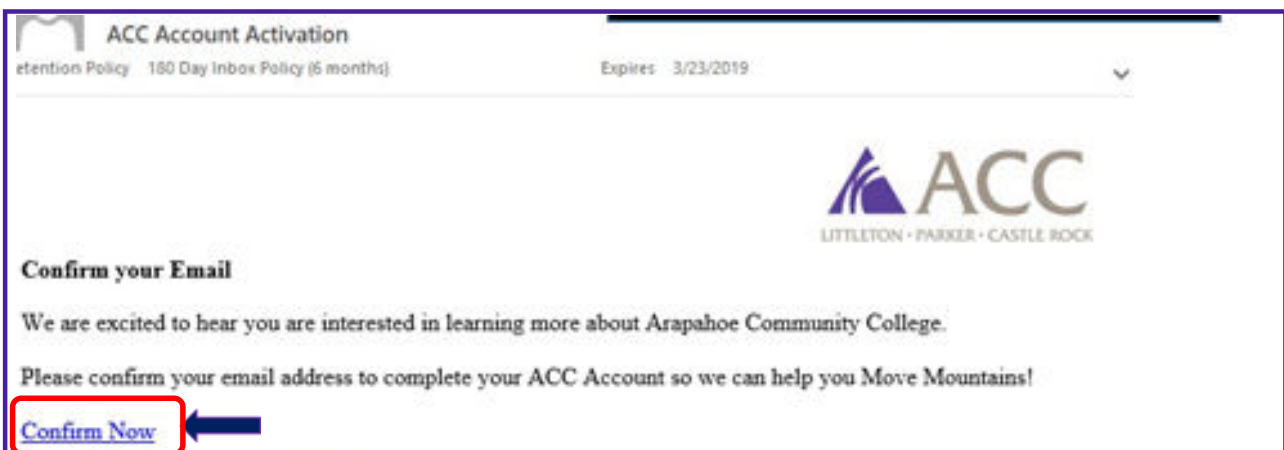 ACC Account Activation
etention Policy 180 Day Inbox Policy (6 months) Expires 3/23/2019
ACC
LITTLETON • PARKER • CASTLE ROCK
Confirm your Email
We are excited to hear you are interested in learning more about Arapahoe Community College.
Please confirm your email address to complete your ACC Account so we can help you Move Mountains!
Confirm Now